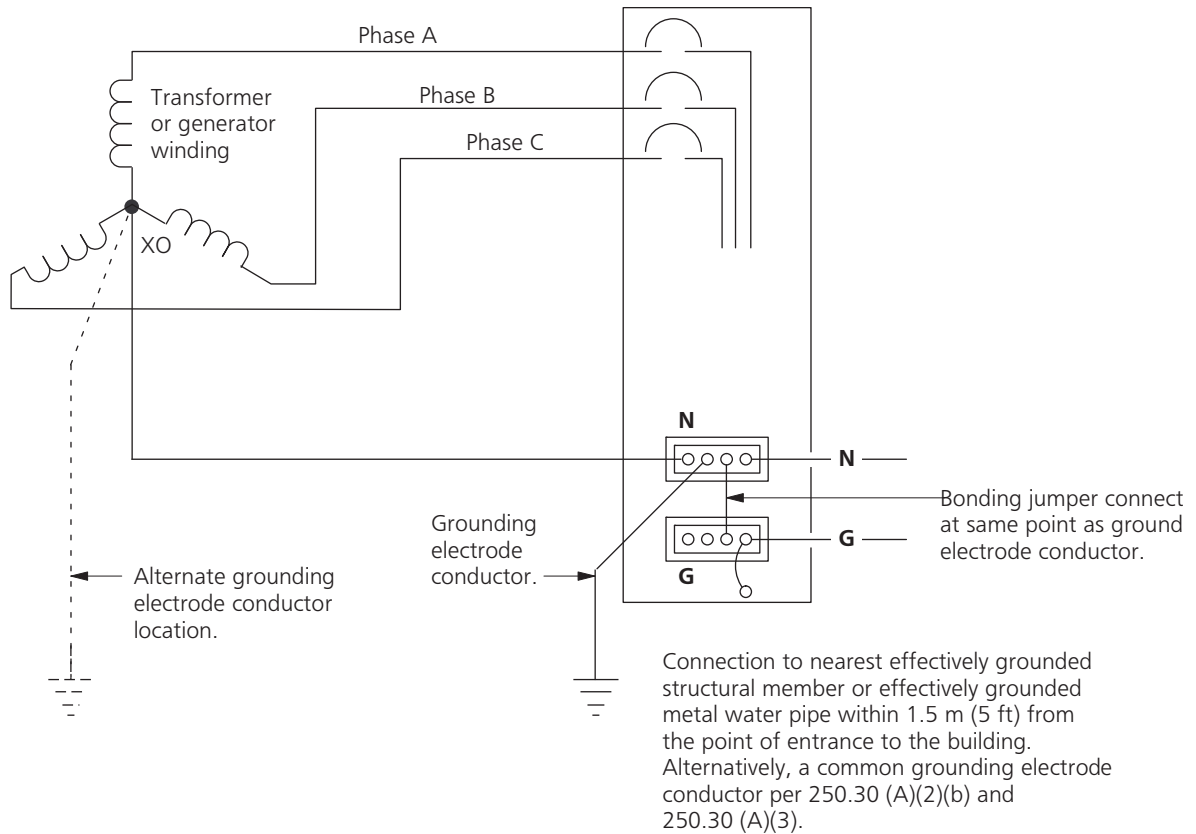 Phase A
Transformer
or generator
winding
Phase B
Phase C
XO
N
N
Bonding jumper connect
at same point as ground
electrode conductor.
G
G
Grounding
electrode
conductor.
Alternate grounding
electrode conductor
location.
Connection to nearest effectively grounded
structural member or effectively grounded
metal water pipe within 1.5 m (5 ft) from
the point of entrance to the building.
Alternatively, a common grounding electrode
conductor per 250.30 (A)(2)(b) and
250.30 (A)(3).